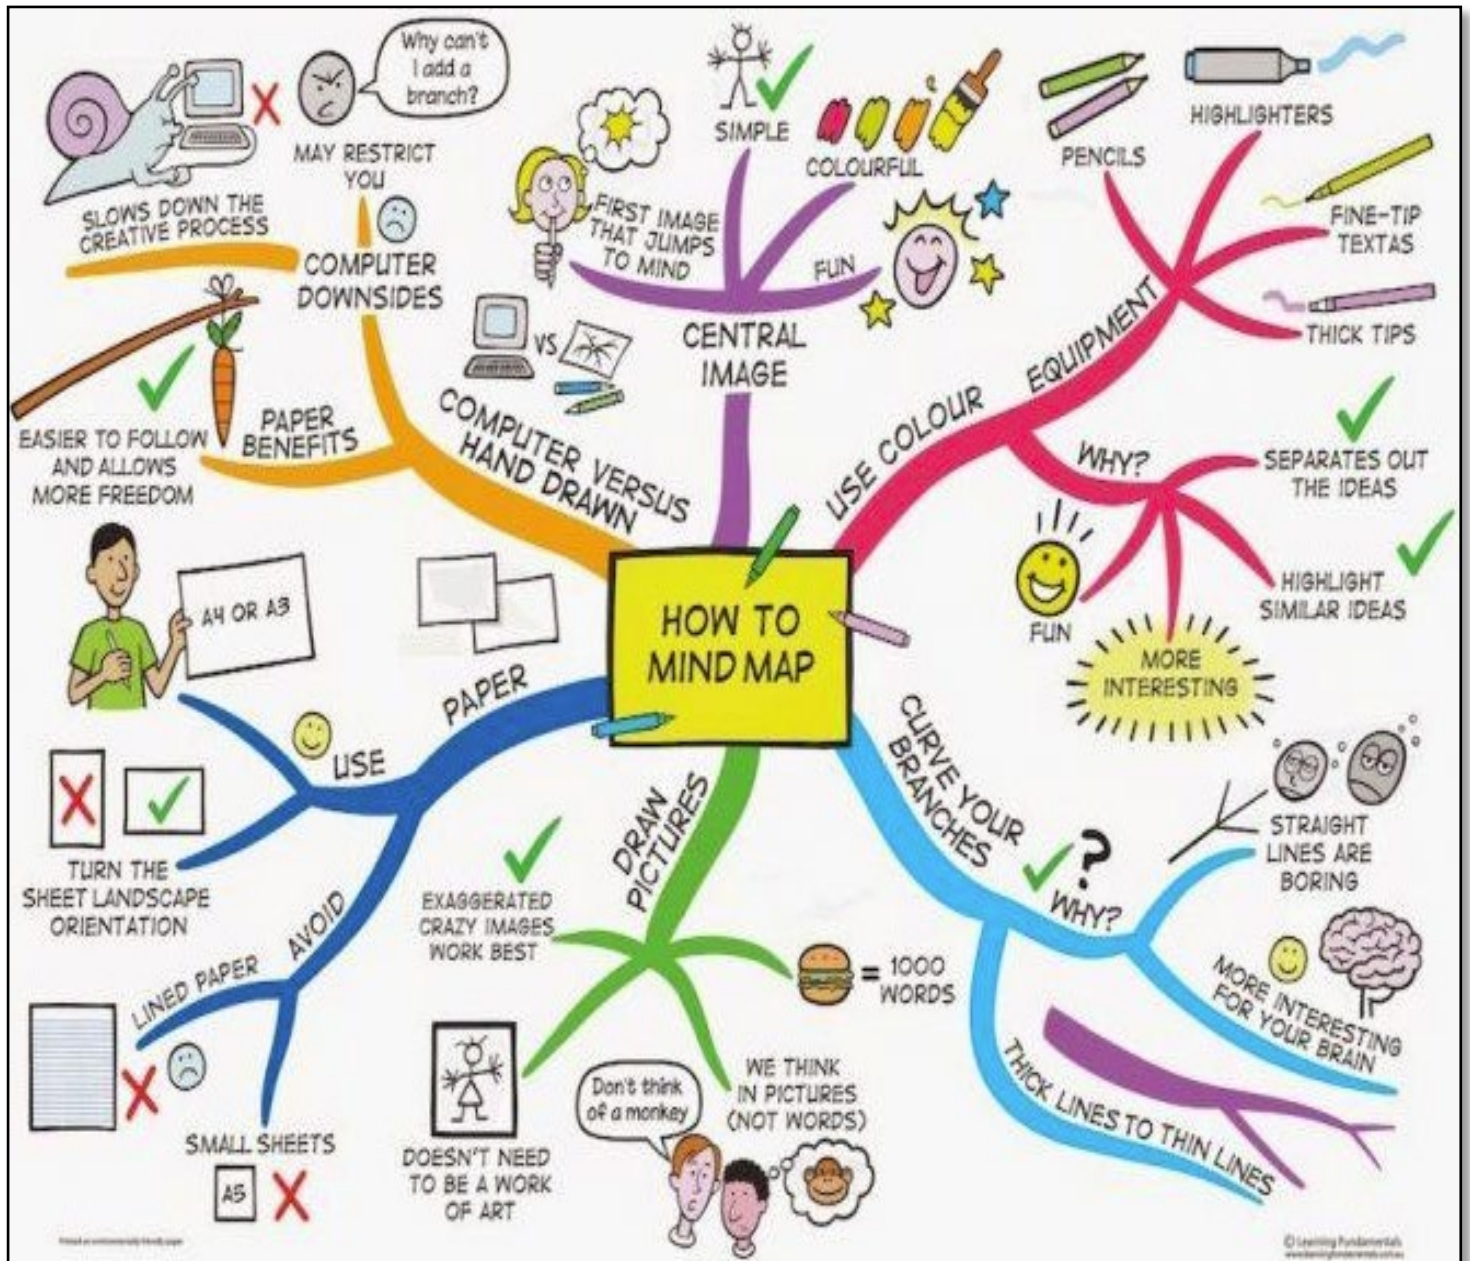 HOW TO
MIND MAP
CENTRAL
IMAGE
FIRST IMAGE
THAT JUMPS
TO MIND
SIMPLE
COLOURFUL
FUN
USE COLOUR
EQUIPMENT
PENCILS
HIGHLIGHTERS
FINE-TIP
TEXTAS
THICK TIPS
WHY?
SEPARATES OUT
THE IDEAS
HIGHLIGHT
SIMILAR IDEAS
MORE
INTERESTING
FUN
CURVE YOUR
BRANCHES
WHY?
?
STRAIGHT
LINES ARE
BORING
MORE INTERESTING
FOR YOUR BRAIN
THICK LINES TO THIN LINES
DRAW
PICTURES
= 1000
WORDS
WE THINK
IN PICTURES
(NOT WORDS)
Don't think
of a monkey
DOESN'T NEED
TO BE A WORK
OF ART
EXAGGERATED
CRAZY IMAGES
WORK BEST
PAPER
USE
A4 OR A3
TURN THE
SHEET LANDSCAPE
ORIENTATION
AVOID
LINED PAPER
SMALL SHEETS
A5
COMPUTER VERSUS
HAND DRAWN
VS
PAPER
BENEFITS
EASIER TO FOLLOW
AND ALLOWS
MORE FREEDOM
COMPUTER
DOWNSIDES
SLOWS DOWN THE
CREATIVE PROCESS
MAY RESTRICT
YOU
Why can't
I add a
branch?
© Learning Fundamentals